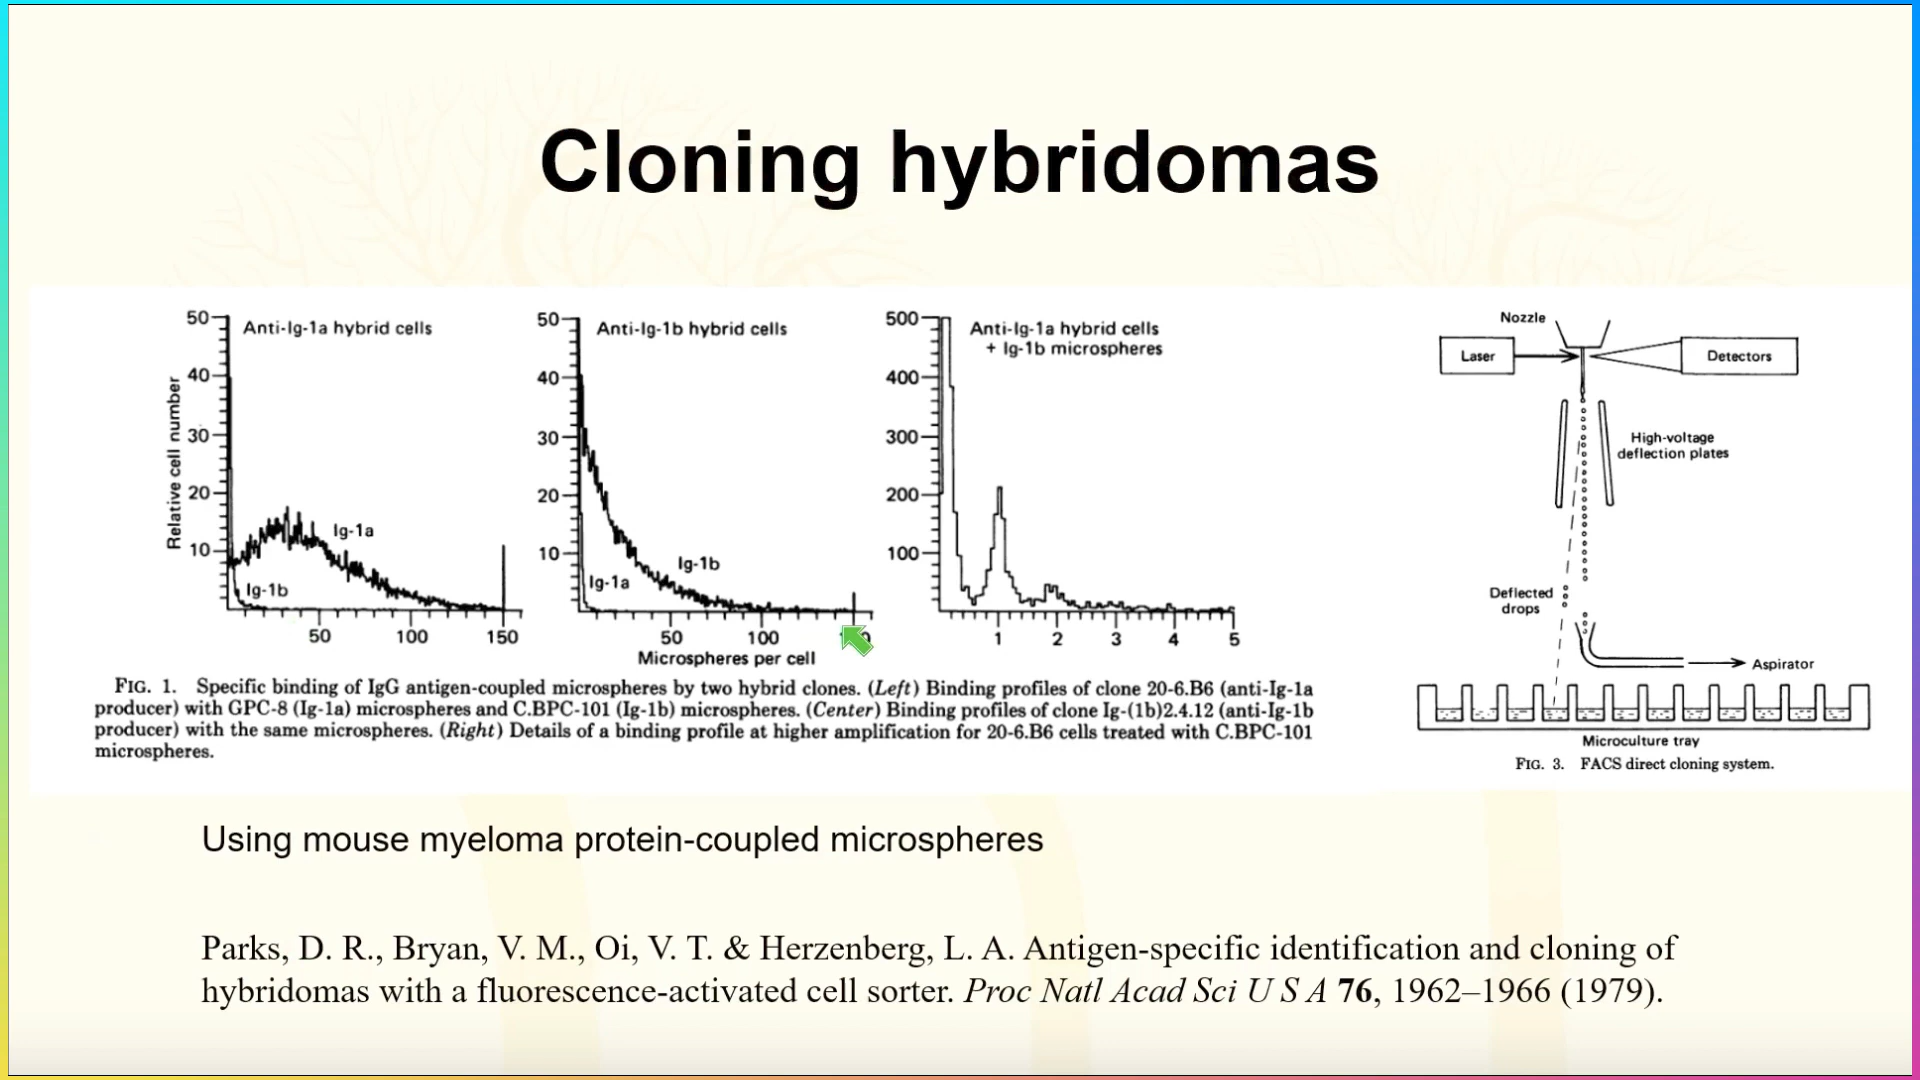 Cloning hybridomas
50
40
30
20
10
Relative cell number
Anti-Ig-1a hybrid cells
Ig-1a
Ig-1b
50
100
150
50
40
30
20
10
Anti-Ig-1b hybrid cells
Ig-1b
Ig-1a
50
100
Microspheres per cell
500
400
300
200
100
Anti-Ig-1a hybrid cells
+ Ig-1b microspheres
1
2
3
4
5
FIG. 1. Specific binding of IgG antigen-coupled microspheres by two hybrid clones. (Left) Binding profiles of clone 20-6.B6 (anti-Ig-1a
producer) with GPC-8 (Ig-1a) microspheres and C.BPC-101 (Ig-1b) microspheres. (Center) Binding profiles of clone Ig-(1b)2.4.12 (anti-Ig-1b
producer) with the same microspheres. (Right) Details of a binding profile at higher amplification for 20-6.B6 cells treated with C.BPC-101
microspheres.
Nozzle
Laser
Detectors
High-voltage
deflection plates
Deflected
drops
Aspirator
Microculture tray
FIG. 3. FACS direct cloning system.
Using mouse myeloma protein-coupled microspheres
Parks, D. R., Bryan, V. M., Oi, V. T. & Herzenberg, L. A. Antigen-specific identification and cloning of
hybridomas with a fluorescence-activated cell sorter. Proc Natl Acad Sci U S A 76, 1962–1966 (1979).